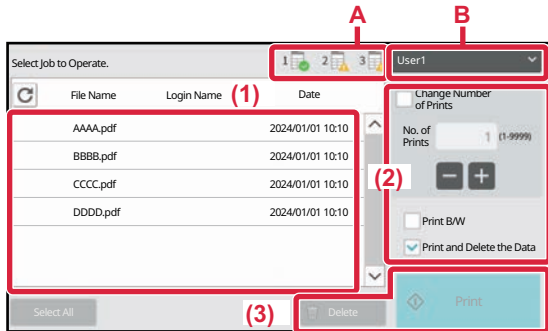 A
B
Select Job to Operate.
1
2
3
User1
File Name
Login Name
(1)
Date
AAAA.pdf
2024/01/01 10:10
BBBB.pdf
2024/01/01 10:10
CCCC.pdf
2024/01/01 10:10
DDDD.pdf
2024/01/01 10:10
Change Number
of Prints
No. of
Prints
1
(1-9999)
(2)
Print B/W
Print and Delete the Data
Select All
(3)
Delete
Print